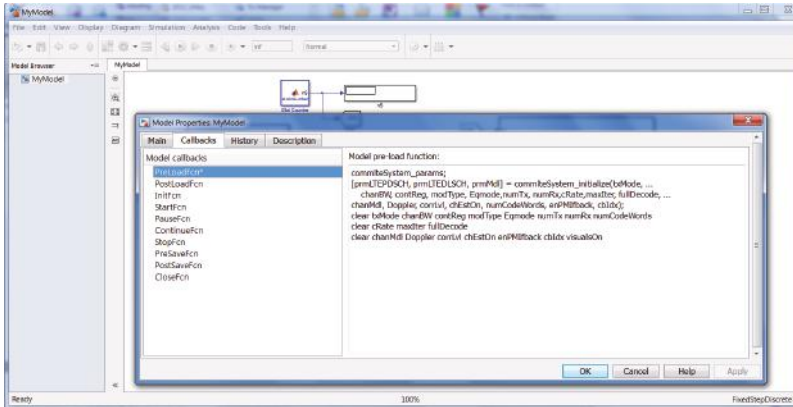 MyModel
File Edit View Display Diagram Simulation Analysis Code Tools Help
inf
Normal
Model Browser
MyModel
MyModel
Model Properties: MyModel
Main Callbacks History Description
Model callbacks
PreLoadFcn*
PostLoadFcn
InitFcn
StartFcn
PauseFcn
ContinueFcn
StopFcn
PreSaveFcn
PostSaveFcn
CloseFcn
Model pre-load function:
commlteSystem_params;
[prmLTEPDSCH, prmLTEDLSCH, prmMdl] = commlteSystem_initialize(txMode, ...
chanBW, contReg, modType, Eqmode,numTx, numRx,cRate,maxIter, fullDecode, ...
chanMdl, Doppler, corrLvl, chEstOn, numCodeWords, enPMIfback, cbIdx);
clear txMode chanBW contReg modType Eqmode numTx numRx numCodeWords
clear cRate maxIter fullDecode
clear chanMdl Doppler corrLvl chEstOn enPMIfback cbIdx visualsOn
OK Cancel Help Apply
Ready 100% FixedStepDiscrete